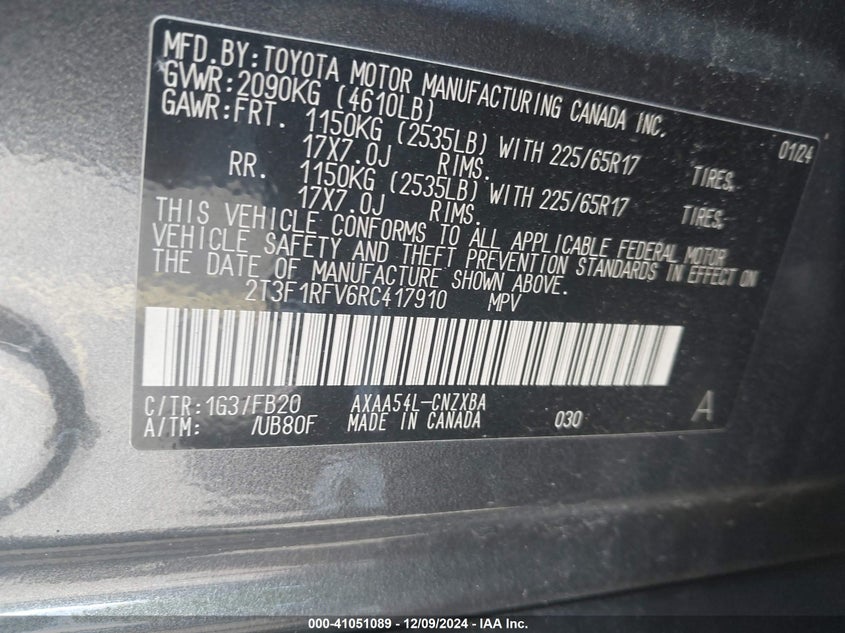 MFD.BY:TOYOTA MOTOR MANUFACTURING CANADA INC.
GVWR:2090KG (4610LB) 01/24
GAWR:FRT. 1150KG (2535LB) WITH 225/65R17 TIRES,
17X7.0J RIMS.
RR. 1150KG (2535LB) WITH 225/65R17 TIRES,
17X7.0J RIMS.
THIS VEHICLE CONFORMS TO ALL APPLICABLE FEDERAL MOTOR
VEHICLE SAFETY AND THEFT PREVENTION STANDARDS IN EFFECT ON
THE DATE OF MANUFACTURE SHOWN ABOVE.
2T3F1RFV6RC417910 MPV
C/TR:1G3/FB20 AXAA54L-CNZXBA A
A/TM: /UB80F MADE IN CANADA 030
000-41051089 - 12/09/2024 - IAA Inc.